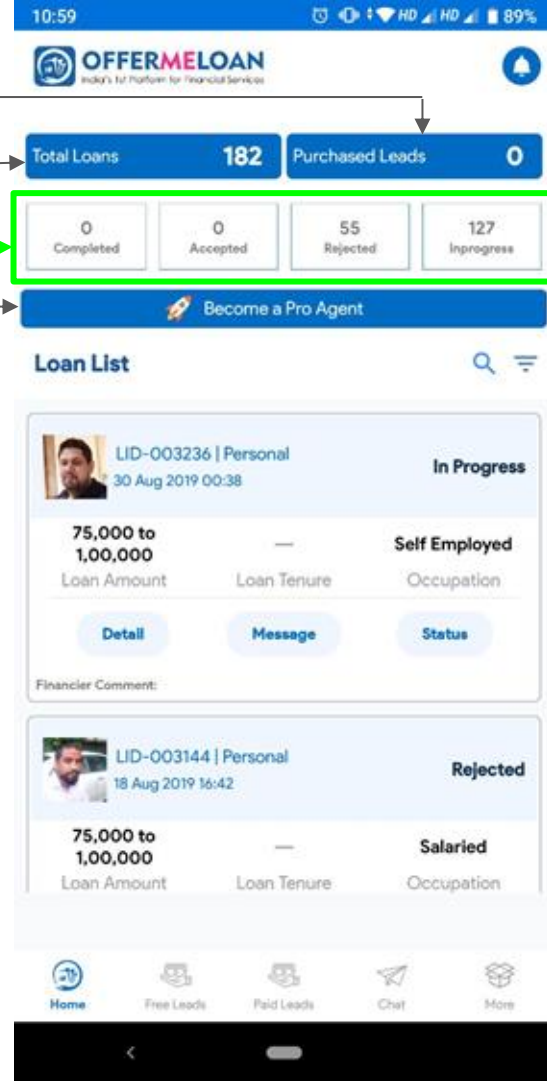 10:59 HD HD 89%
OFFERMELOAN
India's 1st Platform for Financial Services
Total Loans 182 Purchased Leads 0
0 0 55 127
Completed Accepted Rejected Inprogress
Become a Pro Agent
Loan List
LID-003236 | Personal
30 Aug 2019 00:38
In Progress
75,000 to
1,00,000 — Self Employed
Loan Amount Loan Tenure Occupation
Detail Message Status
Financier Comment:
LID-003144 | Personal
18 Aug 2019 16:42
Rejected
75,000 to
1,00,000 — Salaried
Loan Amount Loan Tenure Occupation
Home Free Leads Paid Leads Chat More